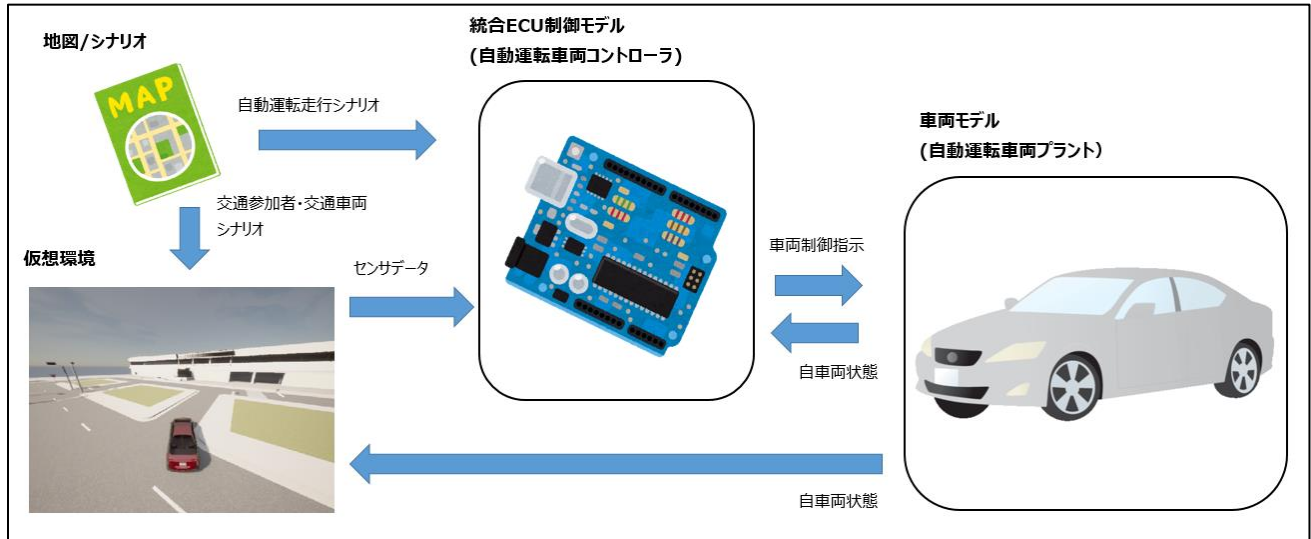 地図/シナリオ
MAP
自動運転走行シナリオ
交通参加者・交通車両
シナリオ
仮想環境
センサデータ
統合ECU制御モデル
(自動運転車両コントローラ)
車両制御指示
自車両状態
車両モデル
(自動運転車両プラント）
自車両状態